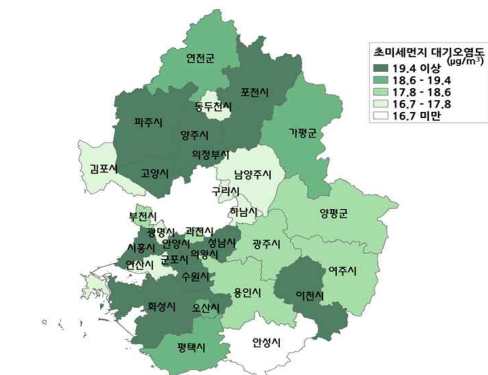 초미세먼지 대기오염도
(μg/m³)
19.4 이상
18.6 - 19.4
17.8 - 18.6
16.7 - 17.8
16.7 미만
연천군
포천시
동두천시
파주시
양주시
가평군
의정부시
김포시
고양시
남양주시
구리시
하남시
양평군
부천시
광명시
과천시
시흥시
안양시
성남시
광주시
군포시
의왕시
안산시
여주시
수원시
용인시
이천시
화성시
오산시
평택시
안성시